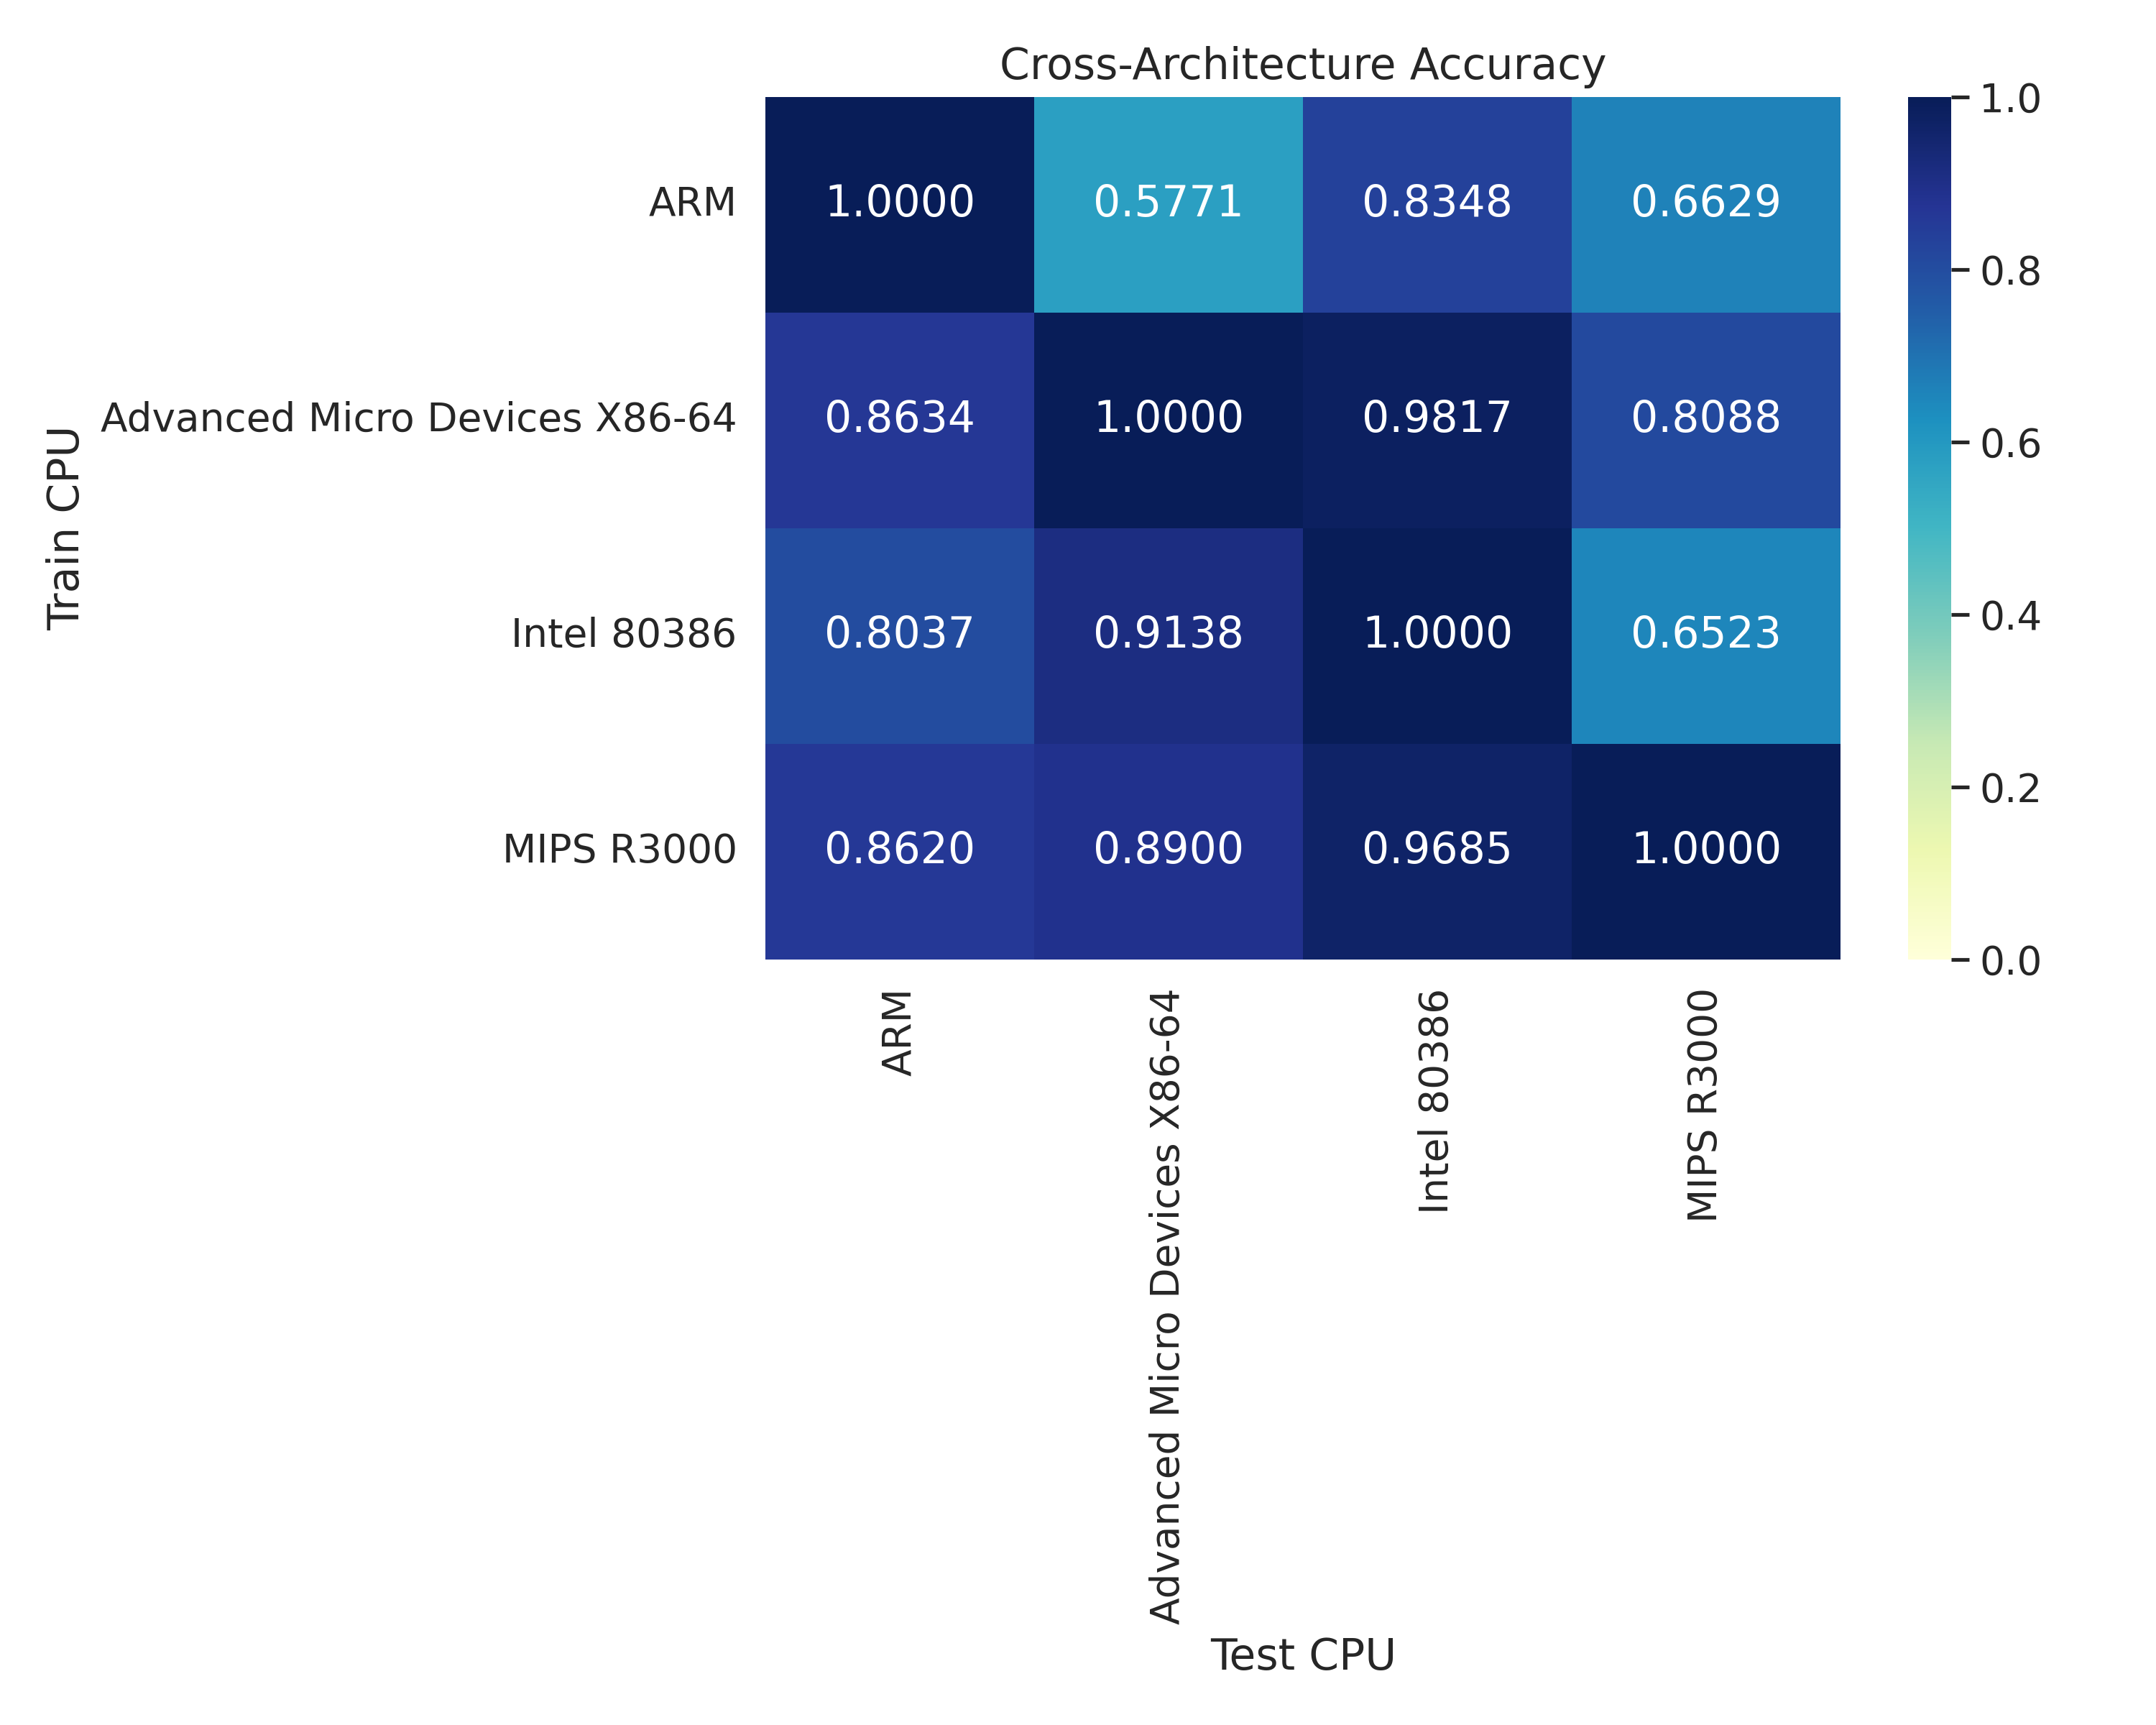 Cross-Architecture Accuracy
Train CPU
ARM 1.0000 0.5771 0.8348 0.6629
Advanced Micro Devices X86-64 0.8634 1.0000 0.9817 0.8088
Intel 80386 0.8037 0.9138 1.0000 0.6523
MIPS R3000 0.8620 0.8900 0.9685 1.0000
ARM
Advanced Micro Devices X86-64
Intel 80386
MIPS R3000
Test CPU
1.0
0.8
0.6
0.4
0.2
0.0